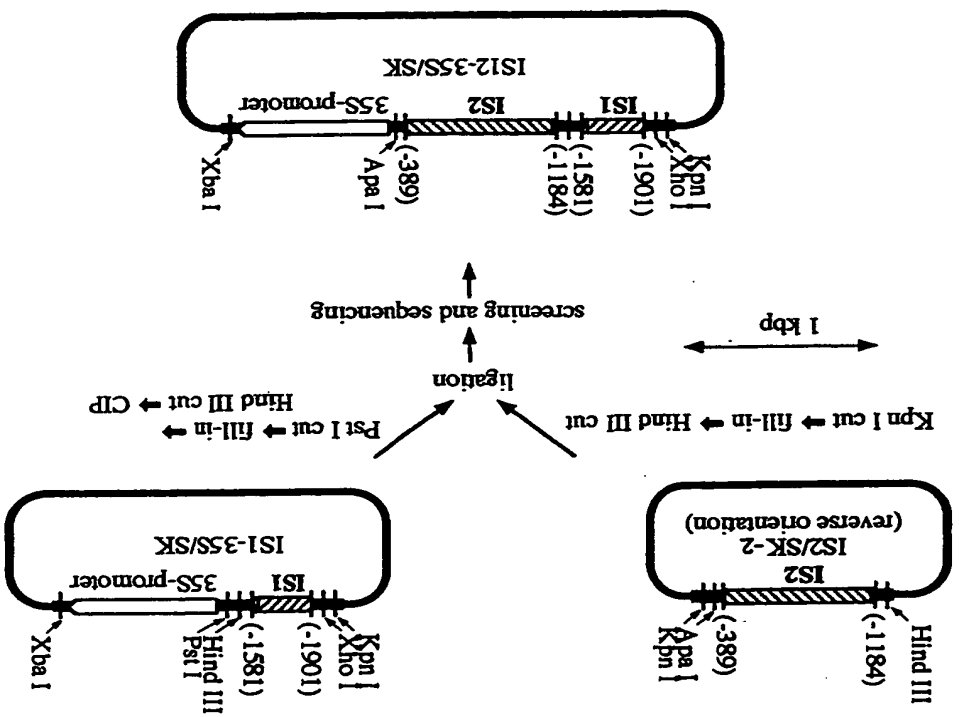 Hind III
(-1184)
(-389)
Apa I
Kpn I
IS2
IS2/SK-2
(reverse orientation)
Kpn I
Xho I
(-1901)
(-1581)
Hind III
Pst I
Xba I
IS1
35S-promoter
IS1-35S/SK
Kpn I cut → fill-in → Hind III cut
Pst I cut → fill-in →
Hind III cut → CIP
1 kbp
ligation
screening and sequencing
Kpn I
Xho I
(-1901)
(-1581)
(-1184)
(-389)
Apa I
Xba I
IS1
IS2
35S-promoter
IS12-35S/SK